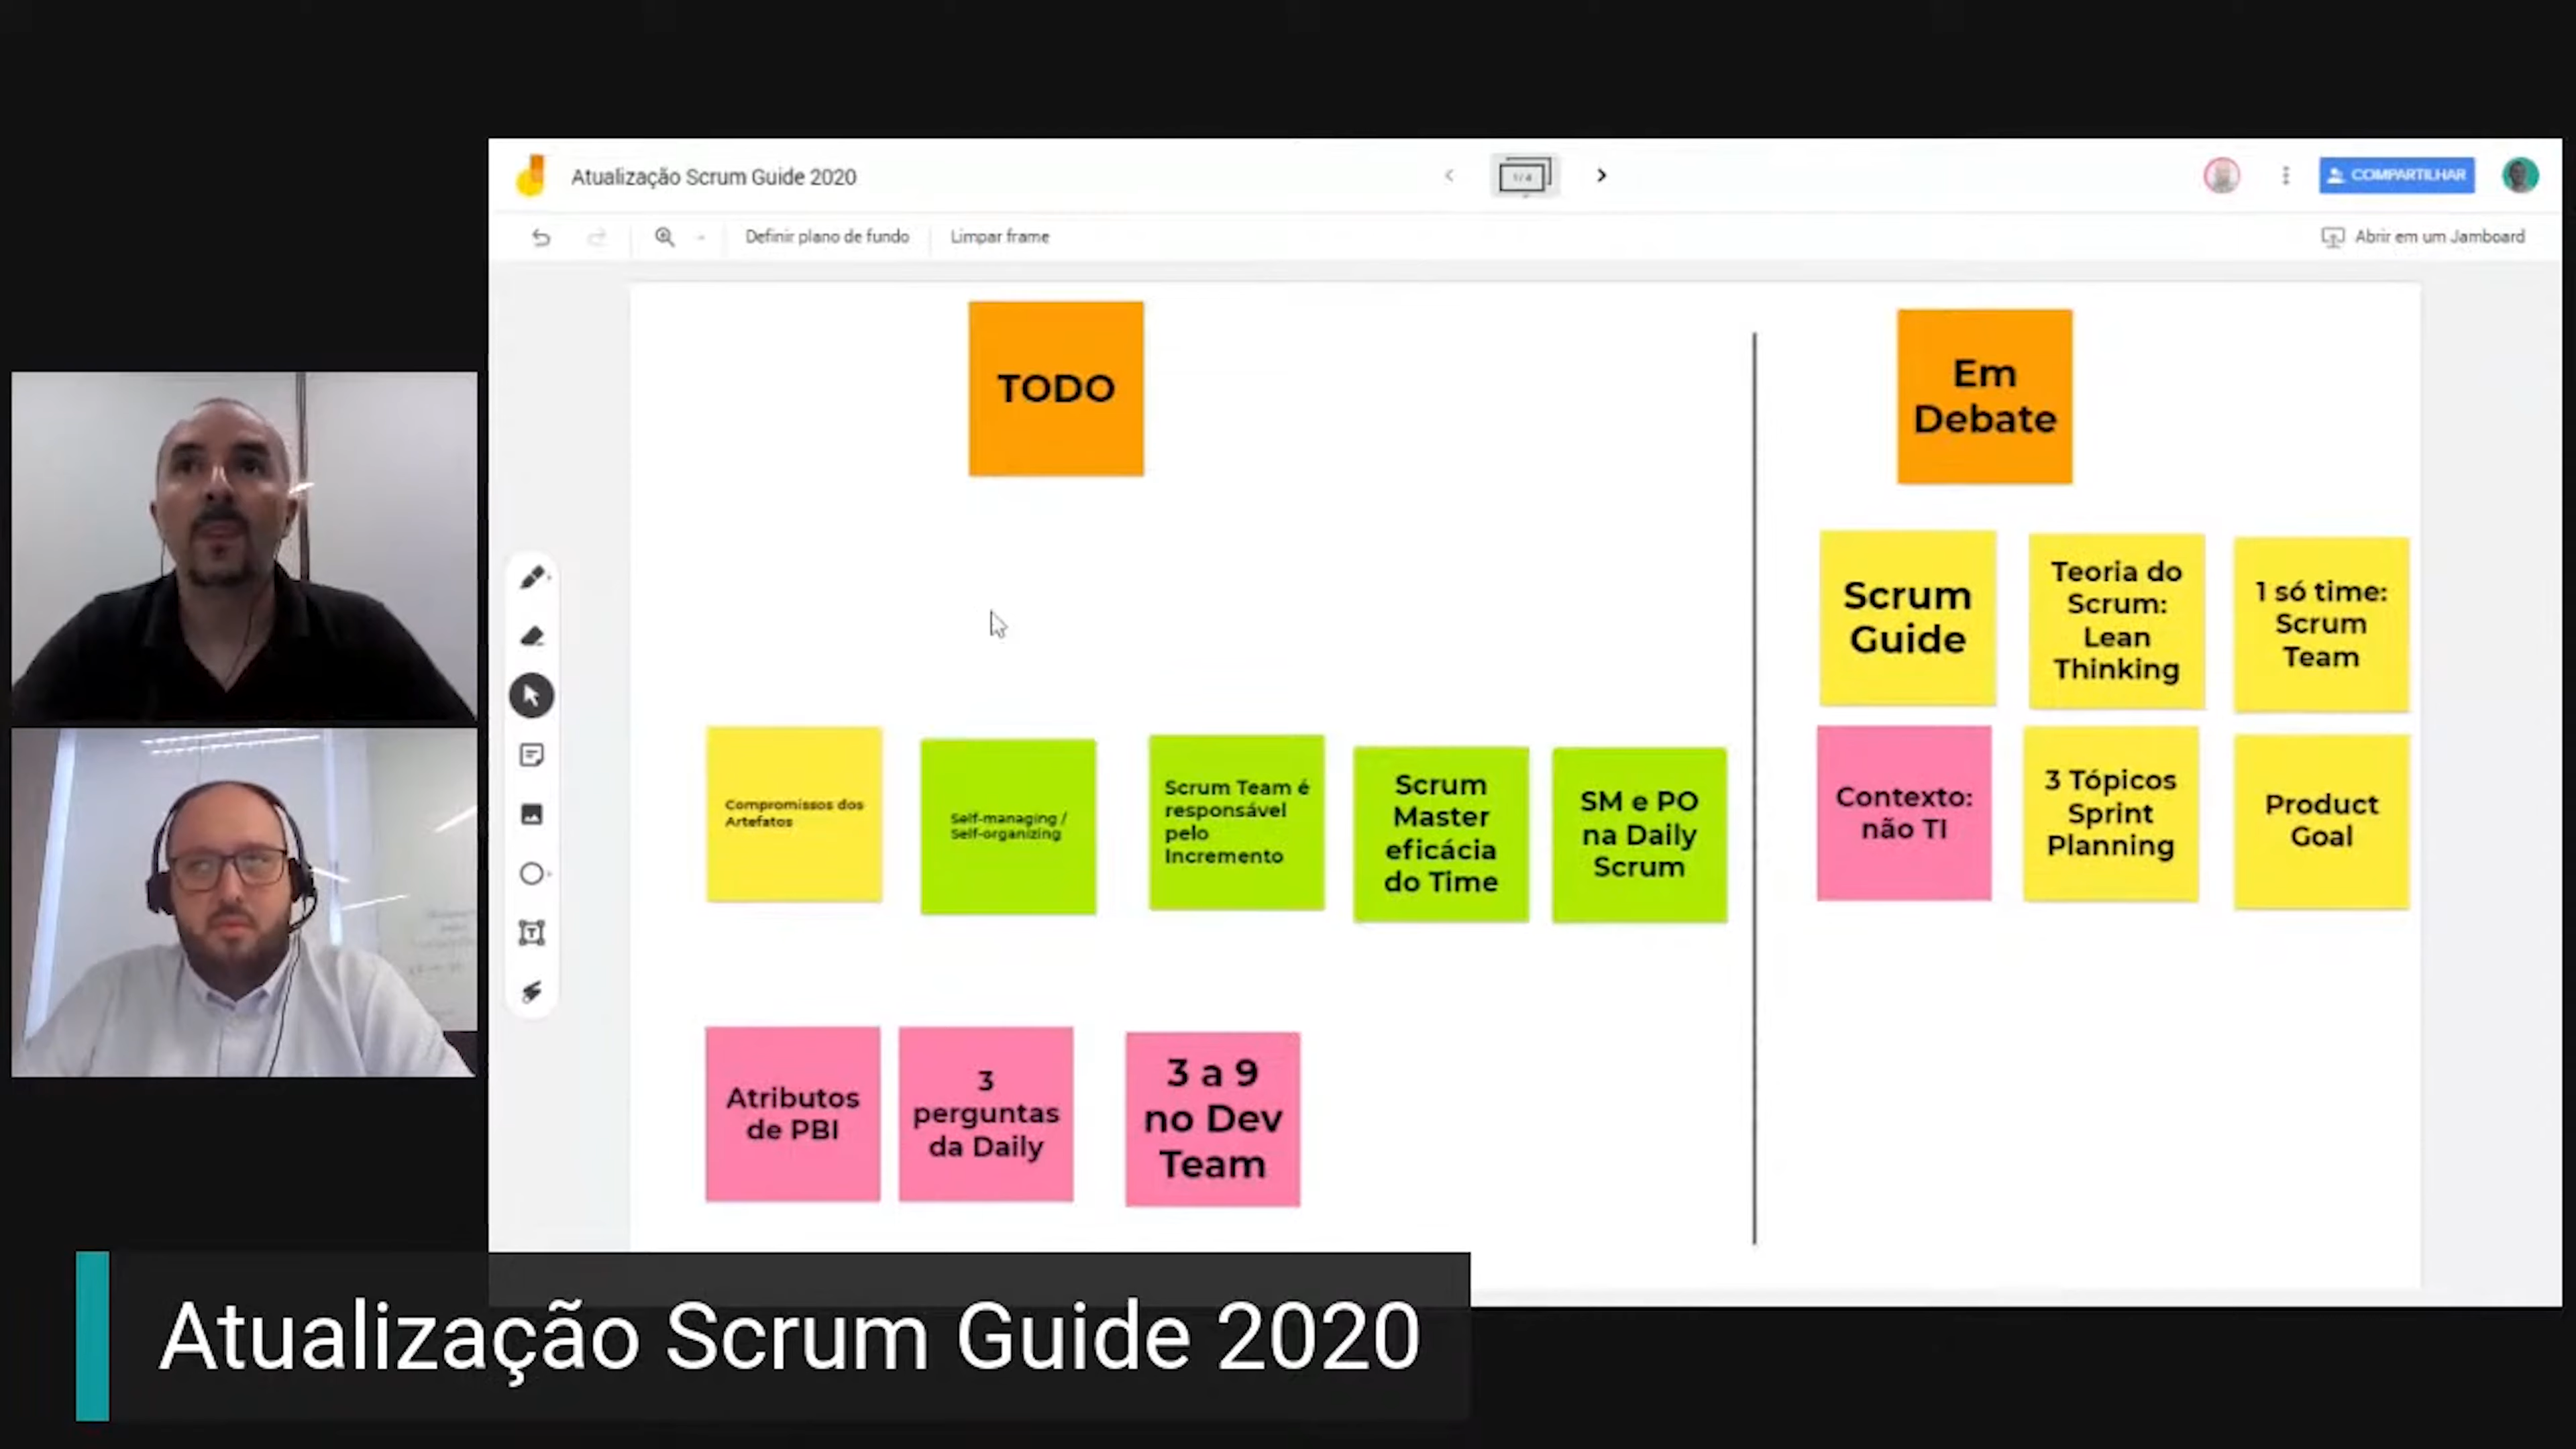 Atualização Scrum Guide 2020
1/4
COMPARTILHAR
Definir plano de fundo
Limpar frame
Abrir em um Jamboard
TODO
Em
Debate
Scrum
Guide
Teoria do
Scrum:
Lean
Thinking
1 só time:
Scrum
Team
Compromissos dos
Artefatos
Self-managing /
Self-organizing
Scrum Team é
responsável
pelo
Incremento
Scrum
Master
eficácia
do Time
SM e PO
na Daily
Scrum
Contexto:
não TI
3 Tópicos
Sprint
Planning
Product
Goal
Atributos
de PBI
3
perguntas
da Daily
3 a 9
no Dev
Team
Atualização Scrum Guide 2020